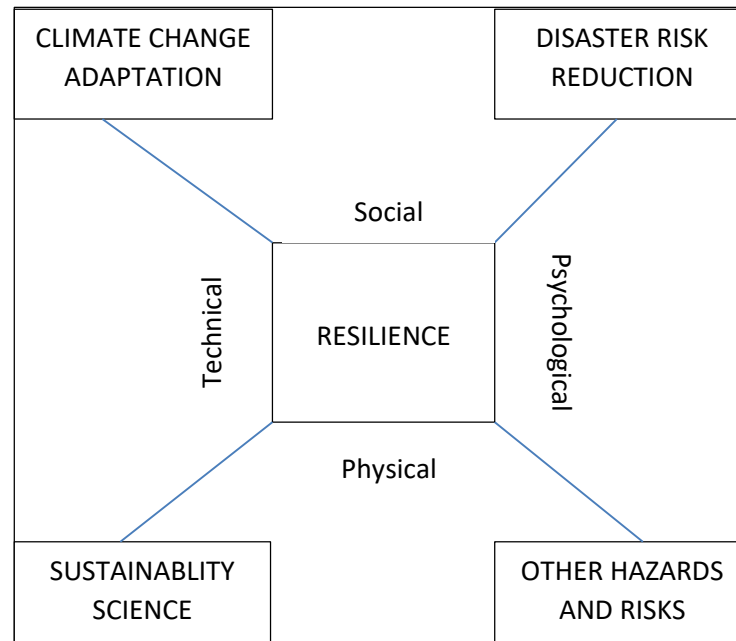 CLIMATE CHANGE
ADAPTATION
DISASTER RISK
REDUCTION
Social
Technical
RESILIENCE
Psychological
Physical
SUSTAINABLITY
SCIENCE
OTHER HAZARDS
AND RISKS